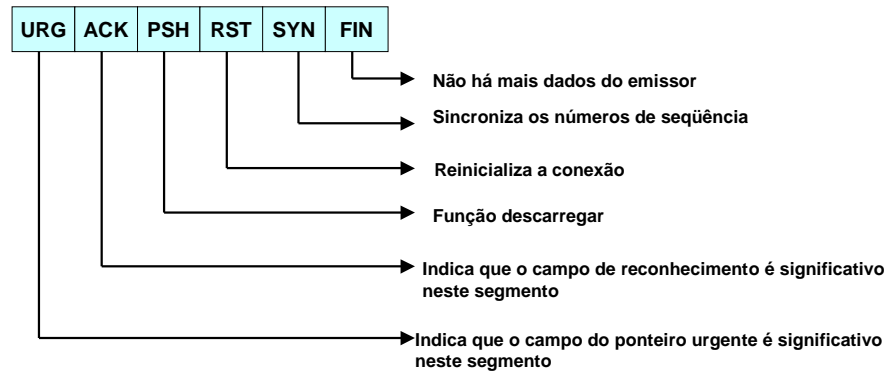 URG ACK PSH RST SYN FIN
Não há mais dados do emissor
Sincroniza os números de seqüência
Reinicializa a conexão
Função descarregar
Indica que o campo de reconhecimento é significativo
neste segmento
Indica que o campo do ponteiro urgente é significativo
neste segmento